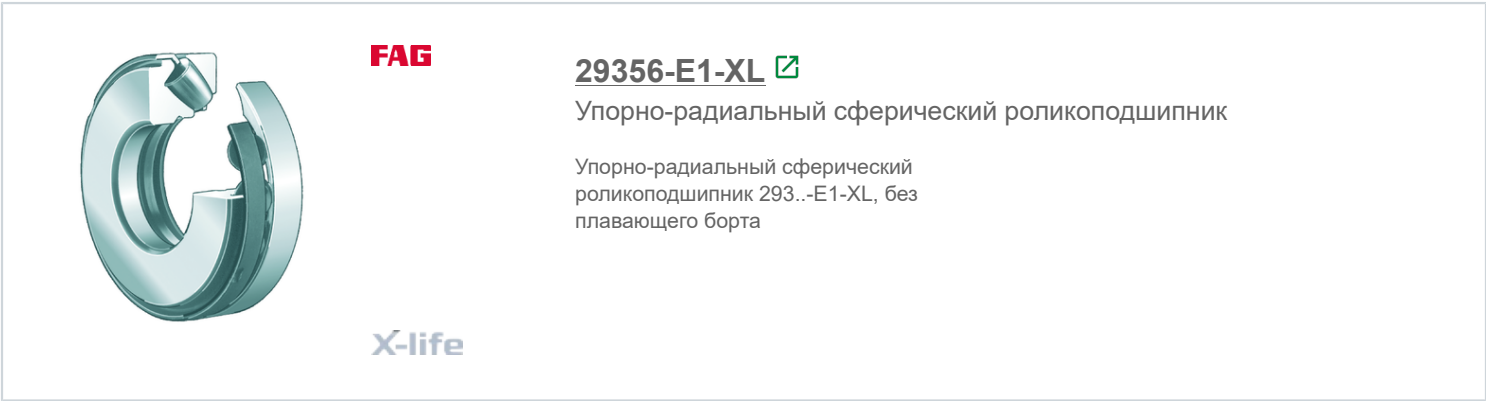 FAG
29356-E1-XL
Упорно-радиальный сферический роликоподшипник
Упорно-радиальный сферический
роликоподшипник 293..-E1-XL, без
плавающего борта
X-life